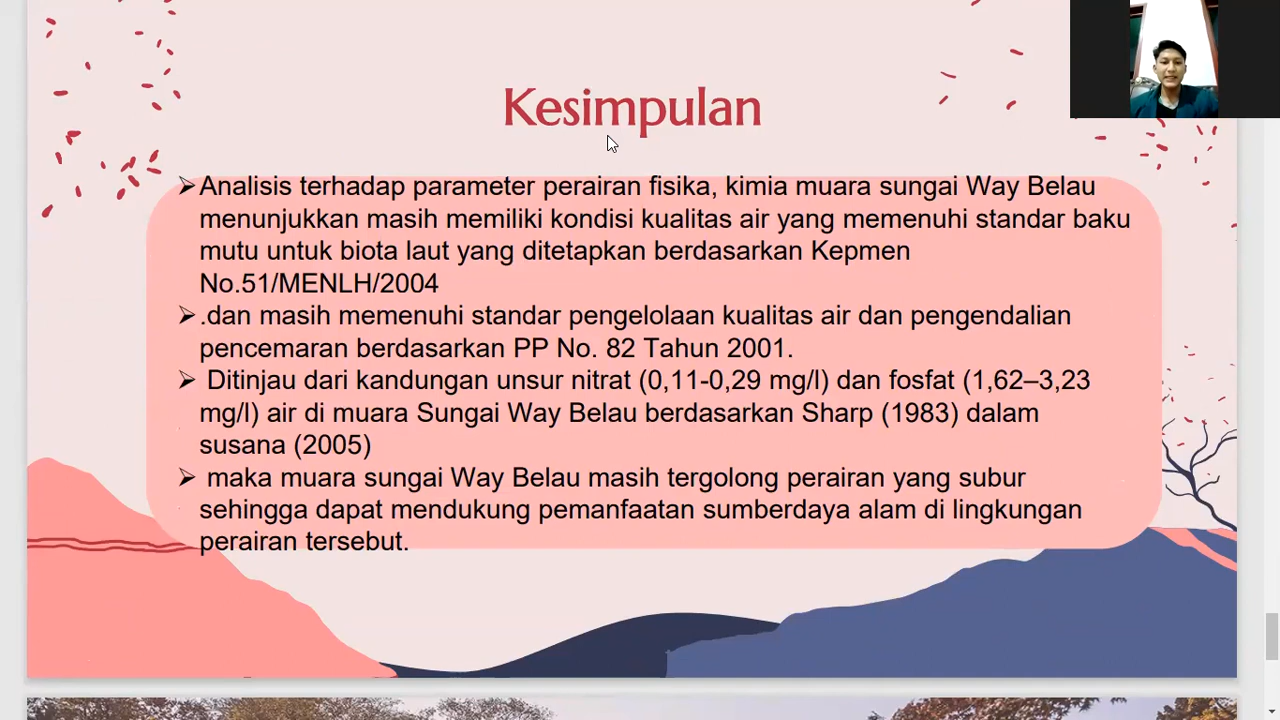 Kesimpulan
➢Analisis terhadap parameter perairan fisika, kimia muara sungai Way Belau
menunjukkan masih memiliki kondisi kualitas air yang memenuhi standar baku
mutu untuk biota laut yang ditetapkan berdasarkan Kepmen
No.51/MENLH/2004
➢.dan masih memenuhi standar pengelolaan kualitas air dan pengendalian
pencemaran berdasarkan PP No. 82 Tahun 2001.
➢ Ditinjau dari kandungan unsur nitrat (0,11-0,29 mg/l) dan fosfat (1,62–3,23
mg/l) air di muara Sungai Way Belau berdasarkan Sharp (1983) dalam
susana (2005)
➢ maka muara sungai Way Belau masih tergolong perairan yang subur
sehingga dapat mendukung pemanfaatan sumberdaya alam di lingkungan
perairan tersebut.